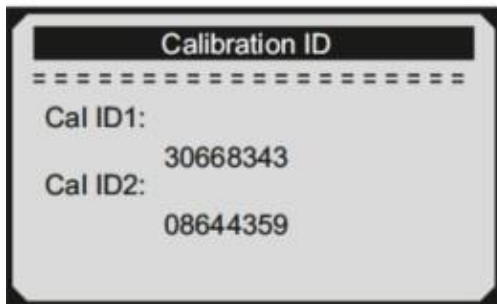 Calibration ID
= = = = = = = = = = = = = = = = = = = = =
Cal ID1:
30668343
Cal ID2:
08644359